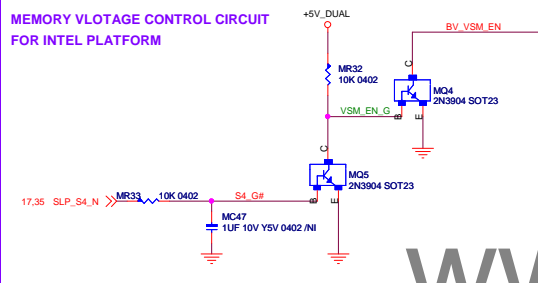 MEMORY VLOTAGE CONTROL CIRCUIT
FOR INTEL PLATFORM
+5V_DUAL
BV_VSM_EN
MR32
10K 0402
C
MQ4
2N3904 SOT23
VSM_EN_G
B
E
C
MQ5
2N3904 SOT23
17,35 SLP_S4_N
MR33
10K 0402
S4_G#
B
E
MC47
1UF 10V Y5V 0402 /NI